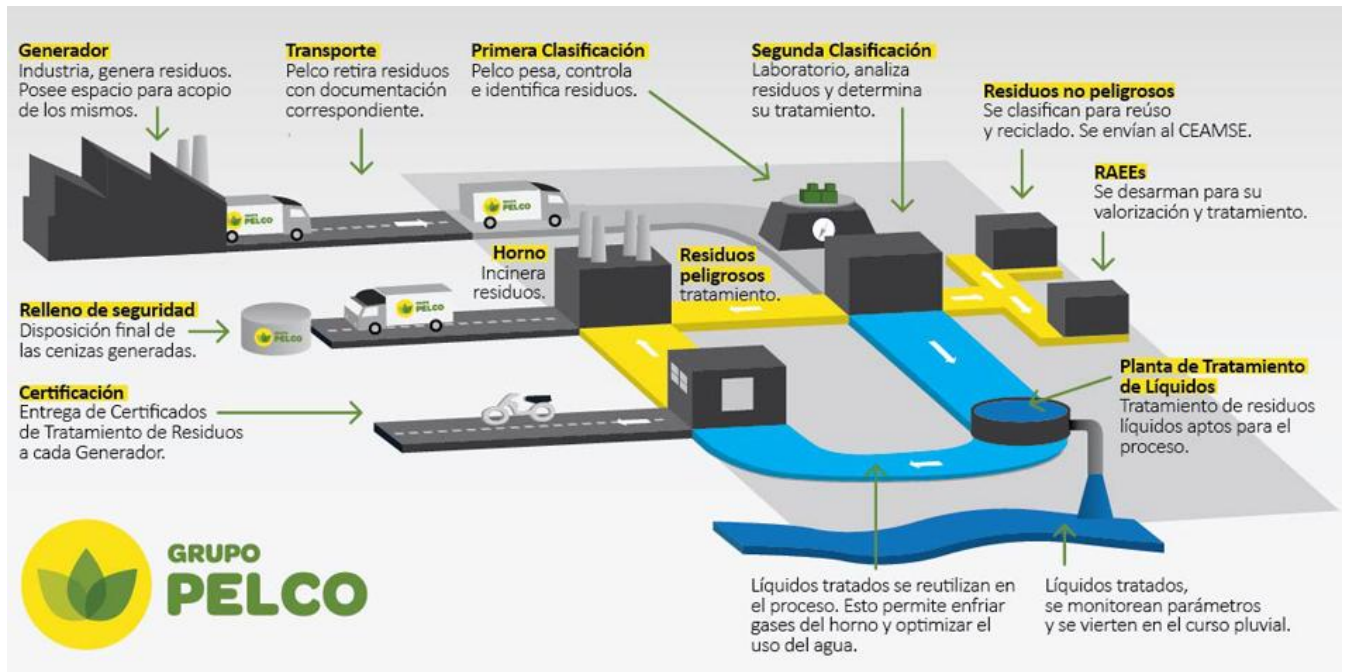 Generador
Industria, genera residuos.
Posee espacio para acopio
de los mismos.
Transporte
Pelco retira residuos
con documentación
correspondiente.
Primera Clasificación
Pelco pesa, controla
e identifica residuos.
Segunda Clasificación
Laboratorio, analiza
residuos y determina
su tratamiento.
Residuos no peligrosos
Se clasifican para reúso
y reciclado. Se envían al CEAMSE.
RAEEs
Se desarman para su
valorización y tratamiento.
GRUPO
PELCO
GRUPO
PELCO
Horno
Incinera
residuos.
Residuos
peligrosos
tratamiento.
Relleno de seguridad
Disposición final de
las cenizas generadas.
GRUPO
PELCO
GRUPO
PELCO
Certificación
Entrega de Certificados
de Tratamiento de Residuos
a cada Generador.
Planta de Tratamiento
de Líquidos
Tratamiento de residuos
líquidos aptos para el
proceso.
GRUPO
PELCO
Líquidos tratados se reutilizan en
el proceso. Esto permite enfriar
gases del horno y optimizar el
uso del agua.
Líquidos tratados,
se monitorean parámetros
y se vierten en el curso pluvial.